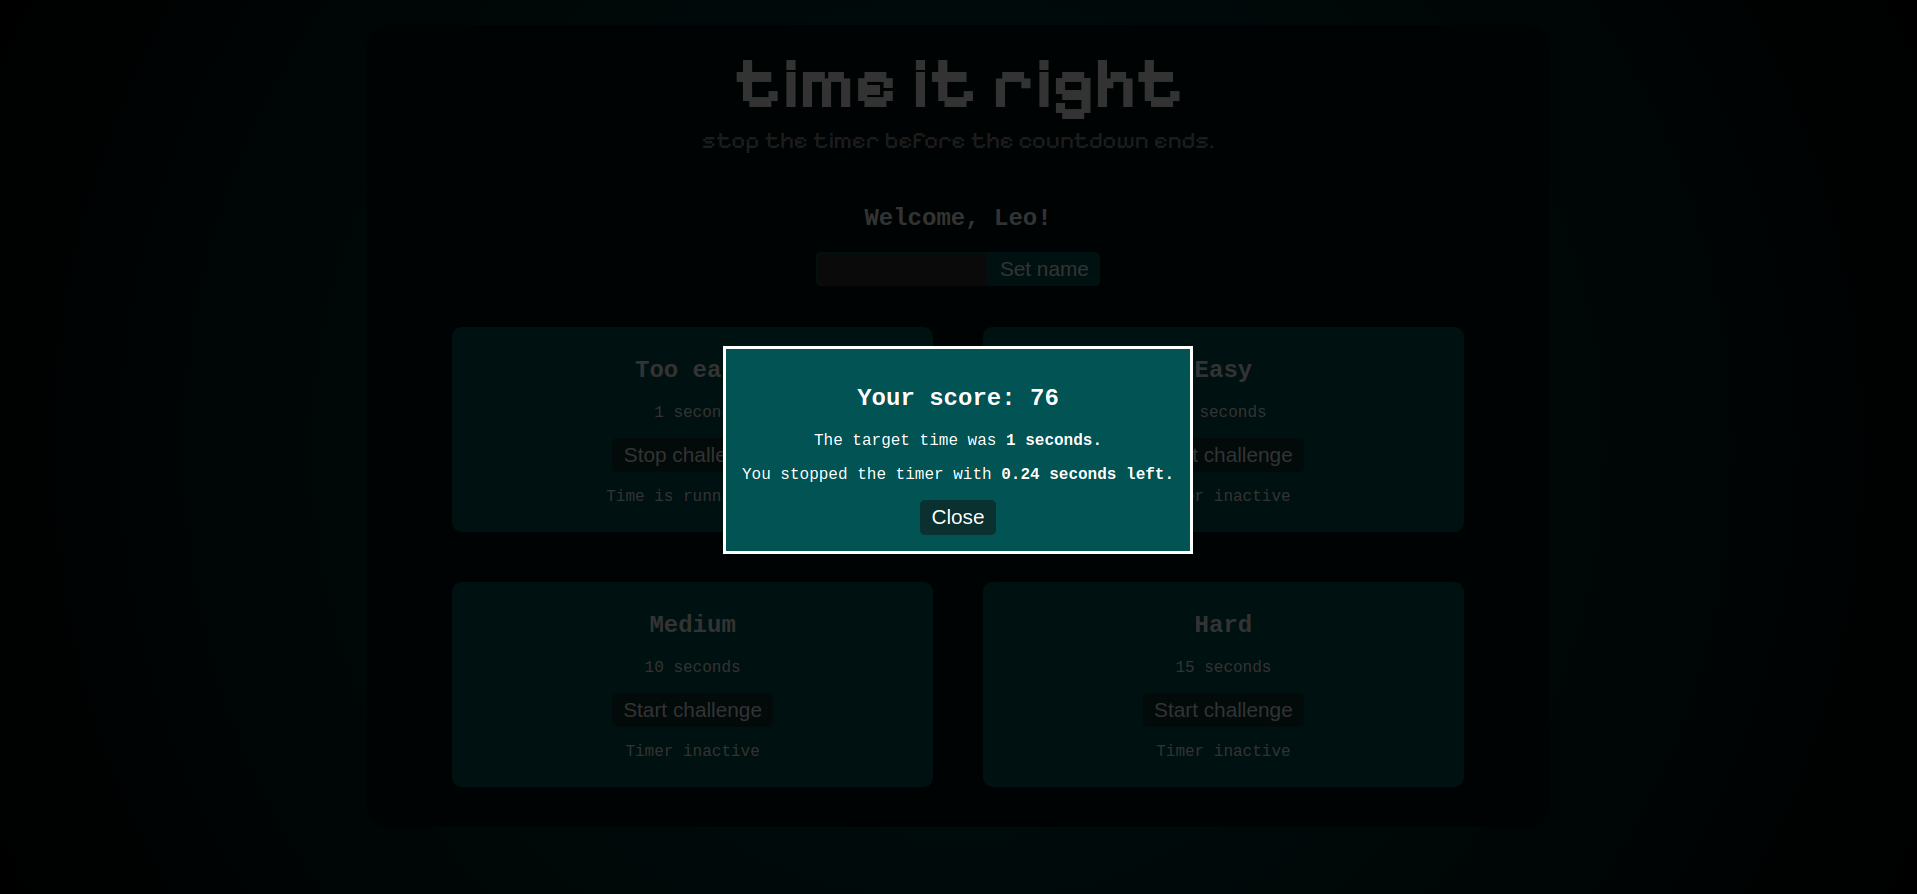 time it right
stop the timer before the countdown ends.
Welcome, Leo!
Set name
Too ea
1 secon
Stop challe
Time is runn
Easy
seconds
t challenge
r inactive
Your score: 76
The target time was 1 seconds.
You stopped the timer with 0.24 seconds left.
Close
Medium
10 seconds
Start challenge
Timer inactive
Hard
15 seconds
Start challenge
Timer inactive